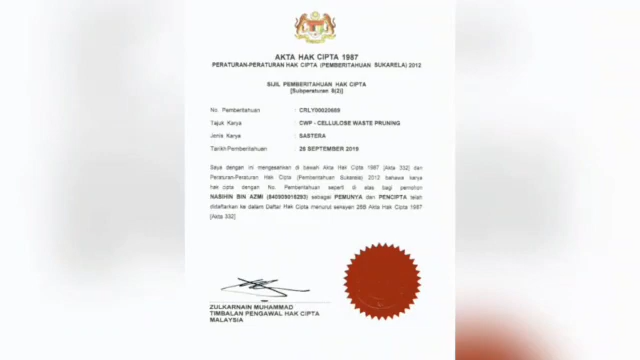 AKTA HAK CIPTA 1987
PERATURAN-PERATURAN HAK CIPTA (PEMBERITAHUAN SUKARELA) 2012
SIJIL PEMBERITAHUAN HAK CIPTA
[Subperaturan 8(2)]
No. Pemberitahuan : CRLY00020689
Tajuk Karya : CWP - CELLULOSE WASTE PRUNING
Jenis Karya : SASTERA
Tarikh Pemberitahuan : 26 SEPTEMBER 2019
Saya dengan ini mengesahkan di bawah Akta Hak Cipta 1987 [Akta 332] dan
Peraturan-Peraturan Hak Cipta (Pemberitahuan Sukarela) 2012 bahawa karya
hak cipta dengan No. Pemberitahuan seperti di atas bagi pemohon
NASIHIN BIN AZMI (840909016293) sebagai PEMUNYA dan PENCIPTA telah
didaftarkan ke dalam Daftar Hak Cipta menurut seksyen 26B Akta Hak Cipta 1987
[Akta 332]
ZULKARNAIN MUHAMMAD
TIMBALAN PENGAWAL HAK CIPTA
MALAYSIA